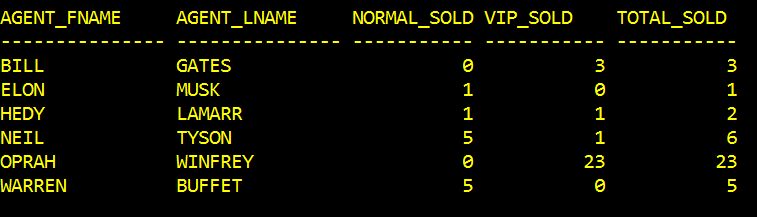 AGENT_FNAME     AGENT_LNAME     NORMAL_SOLD VIP_SOLD    TOTAL_SOLD
--------------- --------------- ----------- ----------- -----------
BILL            GATES                     0           3           3
ELON            MUSK                      1           0           1
HEDY            LAMARR                    1           1           2
NEIL            TYSON                     5           1           6
OPRAH           WINFREY                   0          23          23
WARREN          BUFFET                    5           0           5